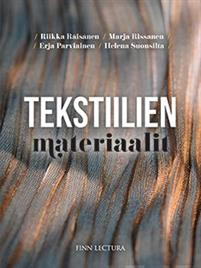 / Riikka Räisänen / Marja Rissanen /
/ Erja Parviainen / Helena Suonsilta /
TEKSTIILIEN
materiaalit
FINN LECTURA